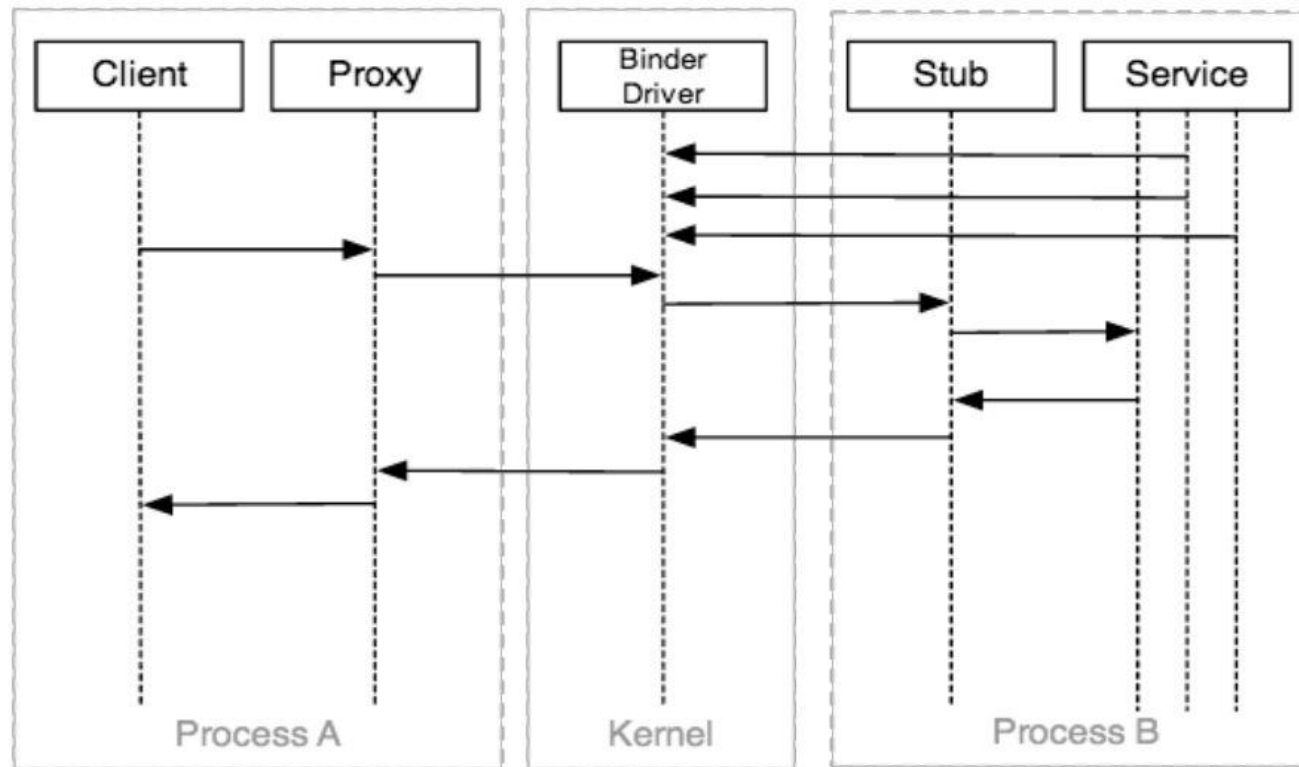 Client
Proxy
Binder
Driver
Stub
Service
Process A
Kernel
Process B